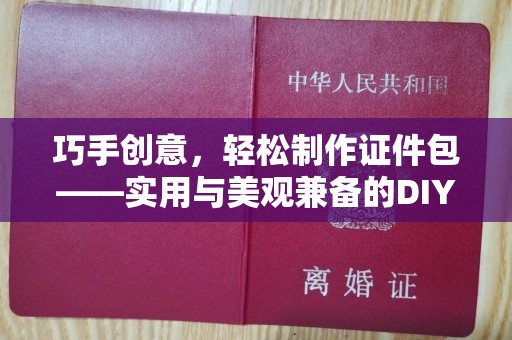 中华人民共和国
巧手创意，轻松制作证件包
——实用与美观兼备的DIY
离婚证